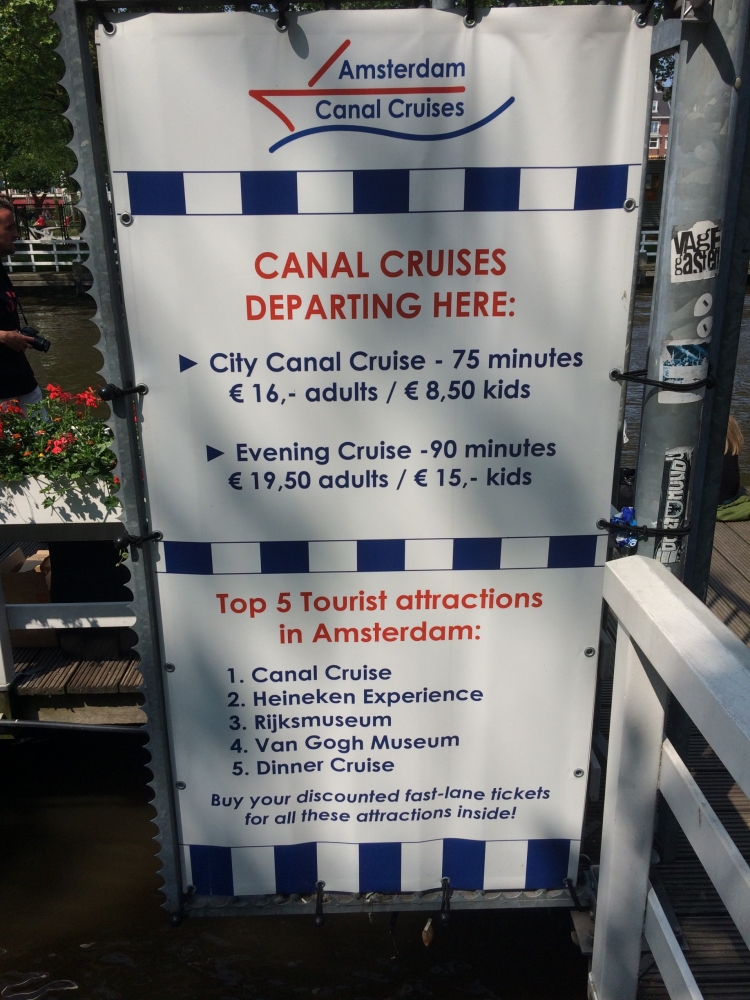 Amsterdam
Canal Cruises
CANAL CRUISES
DEPARTING HERE:
► City Canal Cruise - 75 minutes
€ 16,- adults / € 8,50 kids
► Evening Cruise -90 minutes
€ 19,50 adults / € 15,- kids
Top 5 Tourist attractions
in Amsterdam:
1. Canal Cruise
2. Heineken Experience
3. Rijksmuseum
4. Van Gogh Museum
5. Dinner Cruise
Buy your discounted fast-lane tickets
for all these attractions inside!